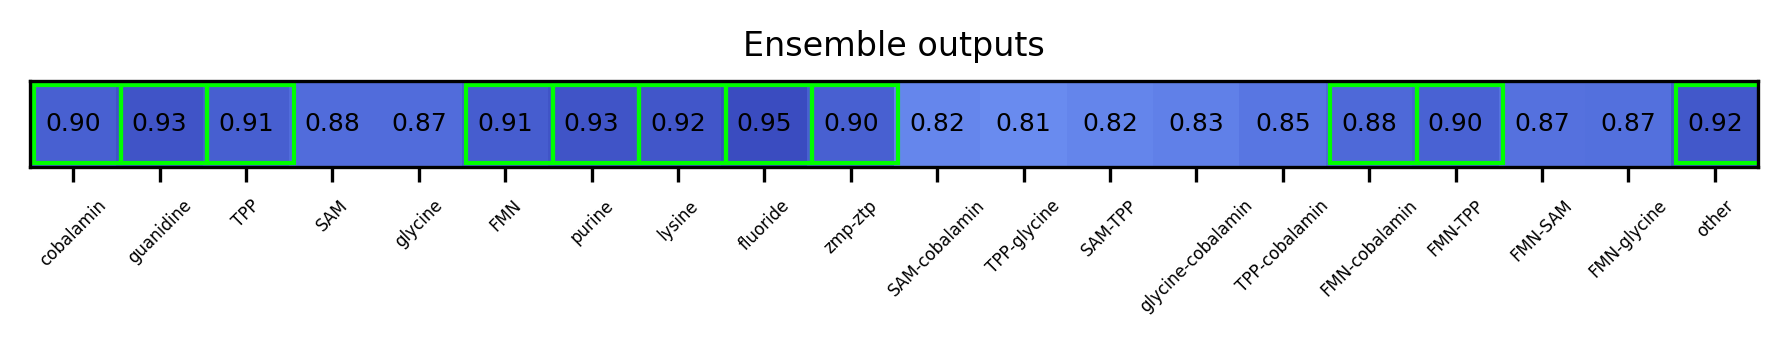 Ensemble outputs
0.90 0.93 0.91 0.88 0.87 0.91 0.93 0.92 0.95 0.90 0.82 0.81 0.82 0.83 0.85 0.88 0.90 0.87 0.87 0.92
cobalamin
guanidine
TPP
SAM
glycine
FMN
purine
lysine
fluoride
zmp-ztp
SAM-cobalamin
TPP-glycine
SAM-TPP
glycine-cobalamin
TPP-cobalamin
FMN-cobalamin
FMN-TPP
FMN-SAM
FMN-glycine
other